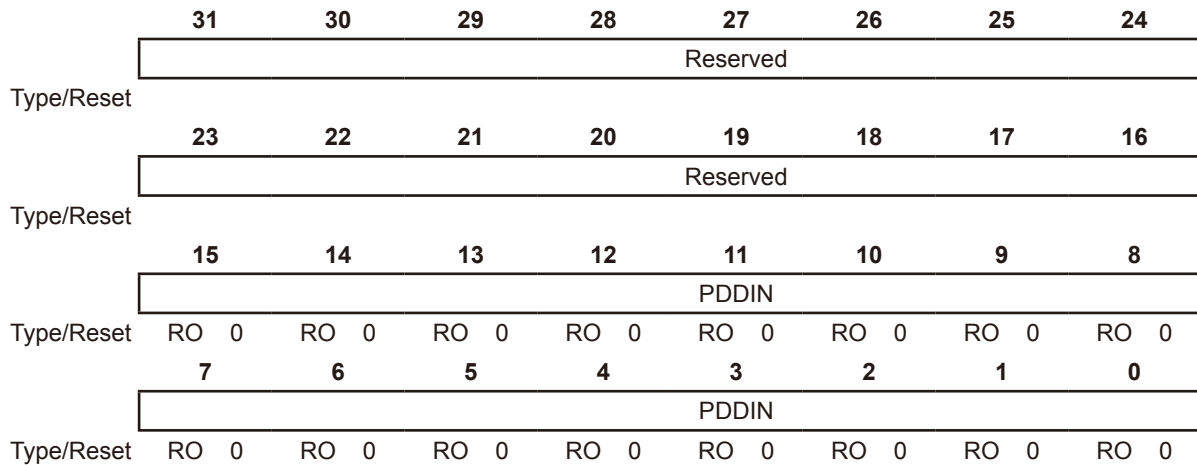 31 30 29 28 27 26 25 24
Reserved
Type/Reset
23 22 21 20 19 18 17 16
Reserved
Type/Reset
15 14 13 12 11 10 9 8
PDDIN
Type/Reset RO 0 RO 0 RO 0 RO 0 RO 0 RO 0 RO 0 RO 0
7 6 5 4 3 2 1 0
PDDIN
Type/Reset RO 0 RO 0 RO 0 RO 0 RO 0 RO 0 RO 0 RO 0